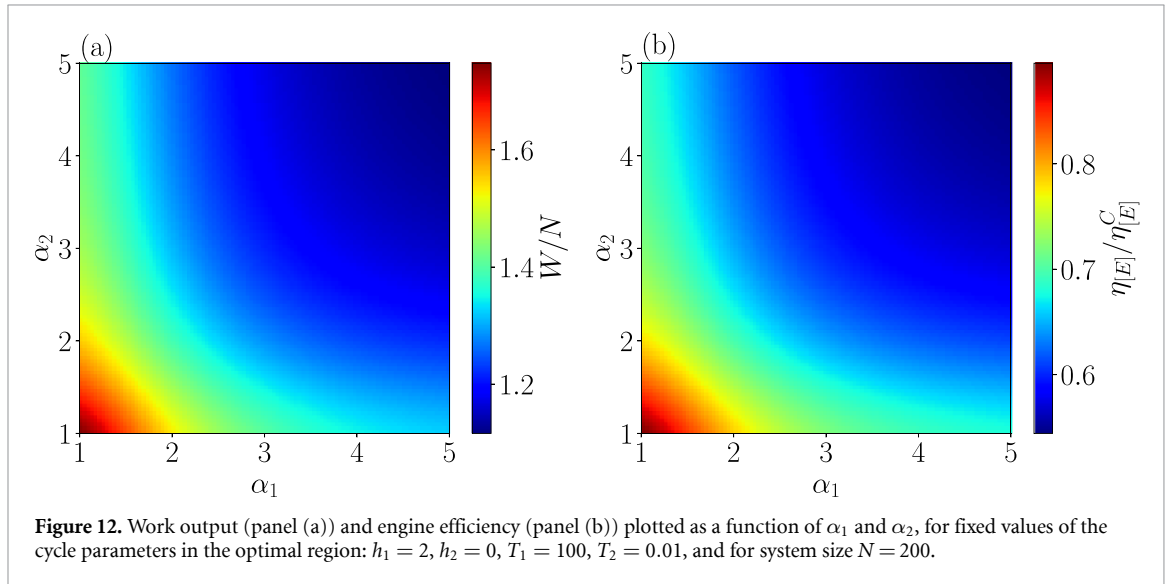 (a)
5
4
3
2
1
α₂
1 2 3 4 5
α₁
1.6
1.4
1.2
W/N
(b)
5
4
3
2
1
α₂
1 2 3 4 5
α₁
0.8
0.7
0.6
η[E]/η^C[E]
Figure 12. Work output (panel (a)) and engine efficiency (panel (b)) plotted as a function of α₁ and α₂, for fixed values of the
cycle parameters in the optimal region: h₁ = 2, h₂ = 0, T₁ = 100, T₂ = 0.01, and for system size N = 200.